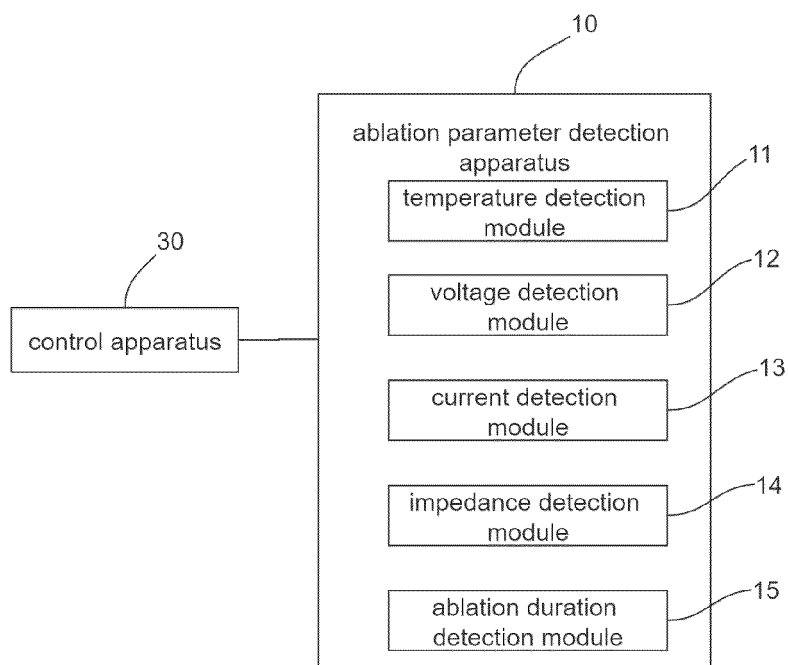 10
ablation parameter detection
apparatus
11
temperature detection
module
30
12
voltage detection
module
control apparatus
13
current detection
module
14
impedance detection
module
15
ablation duration
detection module